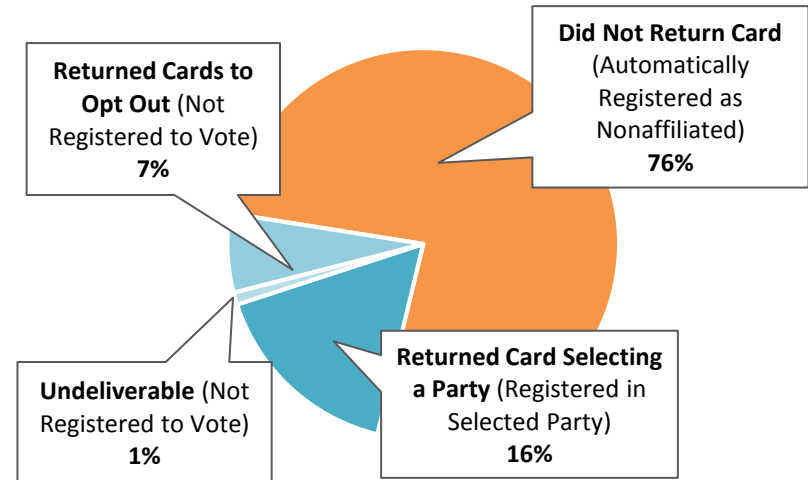 Did Not Return Card
(Automatically
Registered as
Nonaffiliated)
76%
Returned Cards to
Opt Out (Not
Registered to Vote)
7%
Undeliverable (Not
Registered to Vote)
1%
Returned Card Selecting
a Party (Registered in
Selected Party)
16%